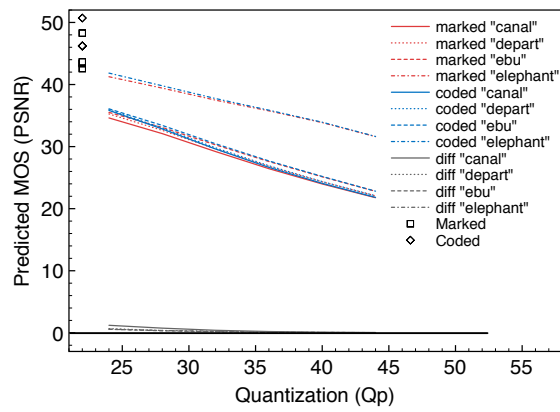 50
40
30
20
10
0
25 30 35 40 45 50
Predicted MOS (PSNR)
Quantization (Qp)
marked "canal"
marked "depart"
marked "ebu"
marked "elephant"
coded "canal"
coded "depart"
coded "ebu"
coded "elephant"
diff "canal"
diff "depart"
diff "ebu"
diff "elephant"
Marked
Coded